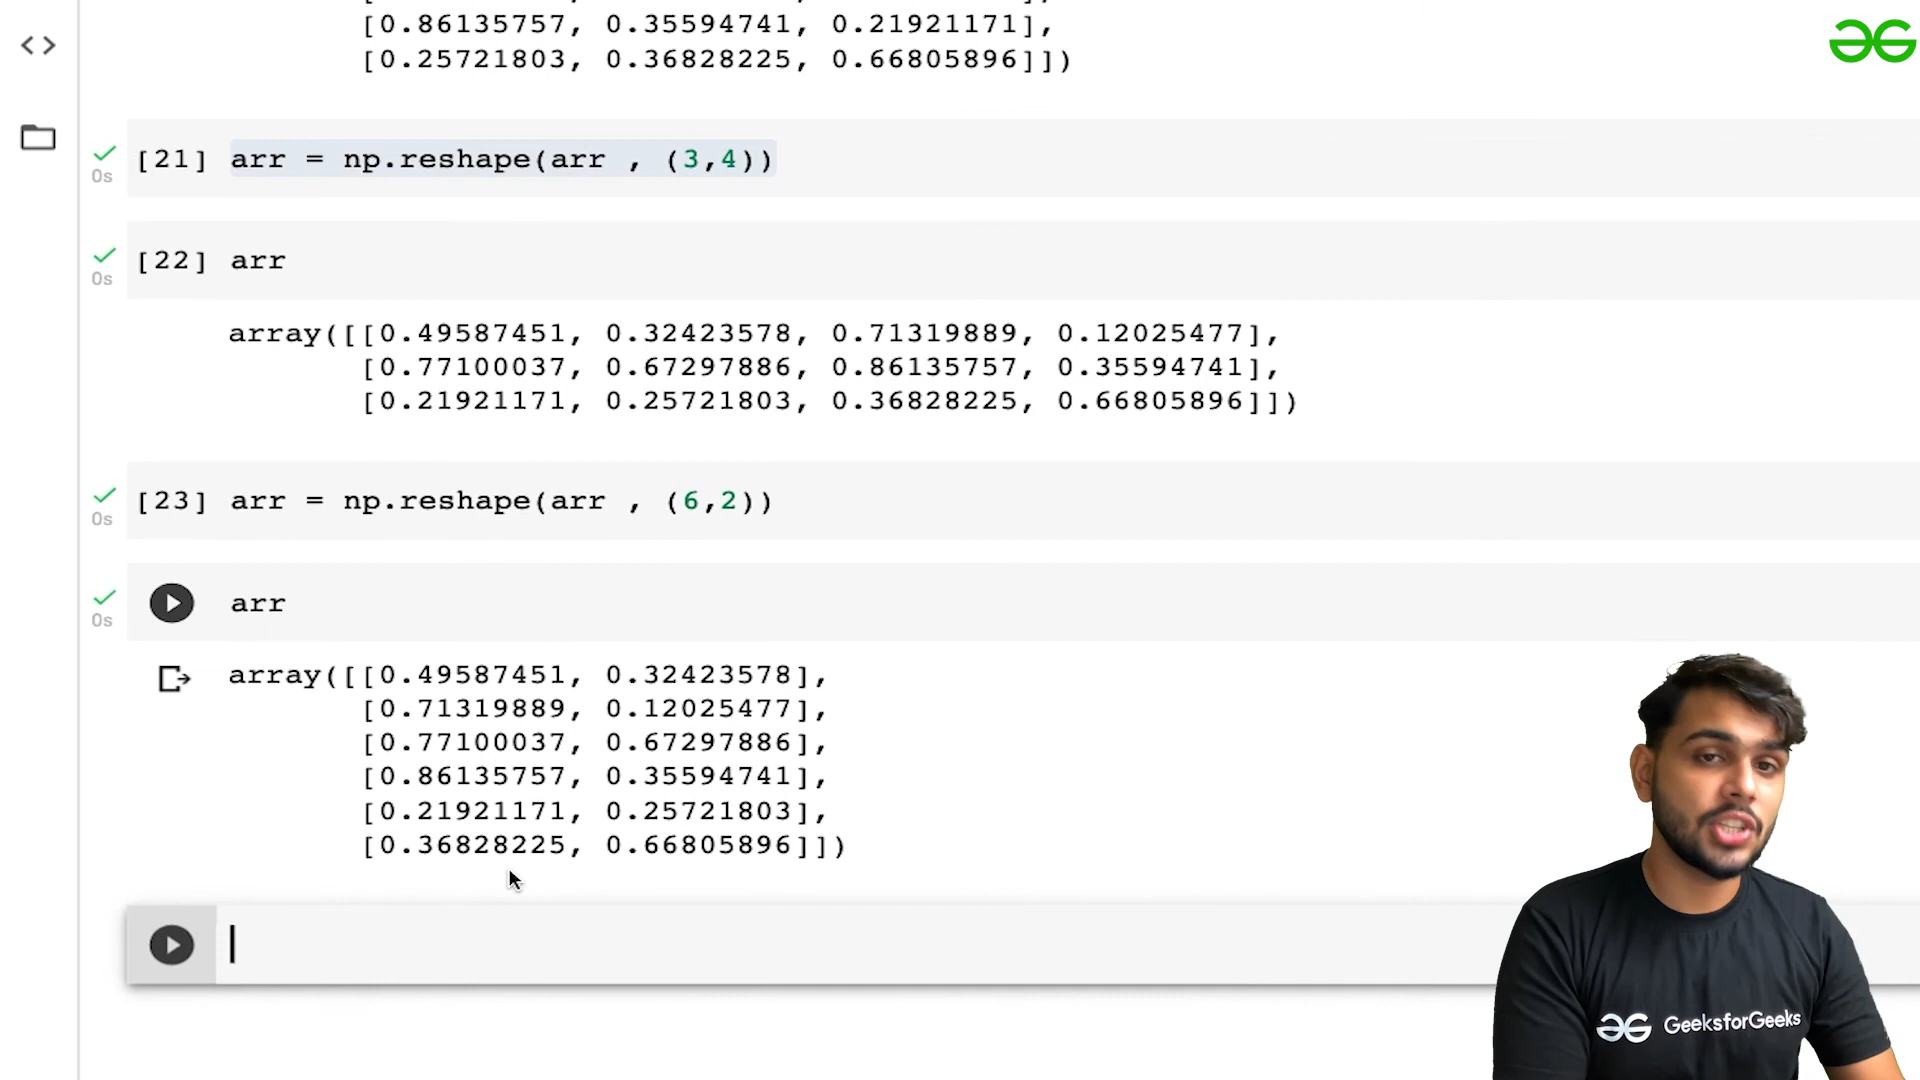 [0.86135757, 0.35594741, 0.21921171],
[0.25721803, 0.36828225, 0.66805896]])
[21] arr = np.reshape(arr , (3,4))
0s
[22] arr
0s
array([[0.49587451, 0.32423578, 0.71319889, 0.12025477],
[0.77100037, 0.67297886, 0.86135757, 0.35594741],
[0.21921171, 0.25721803, 0.36828225, 0.66805896]])
[23] arr = np.reshape(arr , (6,2))
0s
arr
0s
array([[0.49587451, 0.32423578],
[0.71319889, 0.12025477],
[0.77100037, 0.67297886],
[0.86135757, 0.35594741],
[0.21921171, 0.25721803],
[0.36828225, 0.66805896]])
GeeksforGeeks